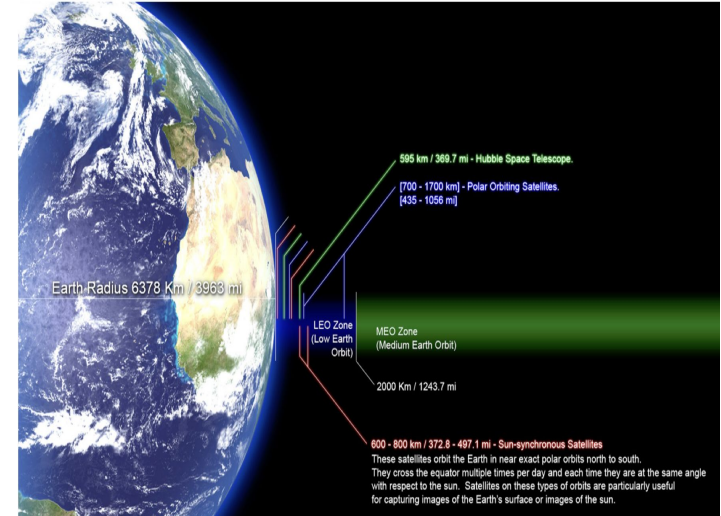 595 km / 369.7 mi - Hubble Space Telescope.
[700 - 1700 km] - Polar Orbiting Satellites.
[435 - 1056 mi]
Earth Radius 6378 Km / 3963 mi
LEO Zone
(Low Earth
Orbit)
MEO Zone
(Medium Earth Orbit)
2000 Km / 1243.7 mi
600 - 800 km / 372.8 - 497.1 mi - Sun-synchronous Satellites
These satellites orbit the Earth in near exact polar orbits north to south.
They cross the equator multiple times per day and each time they are at the same angle
with respect to the sun. Satellites on these types of orbits are particularly useful
for capturing images of the Earth's surface or images of the sun.